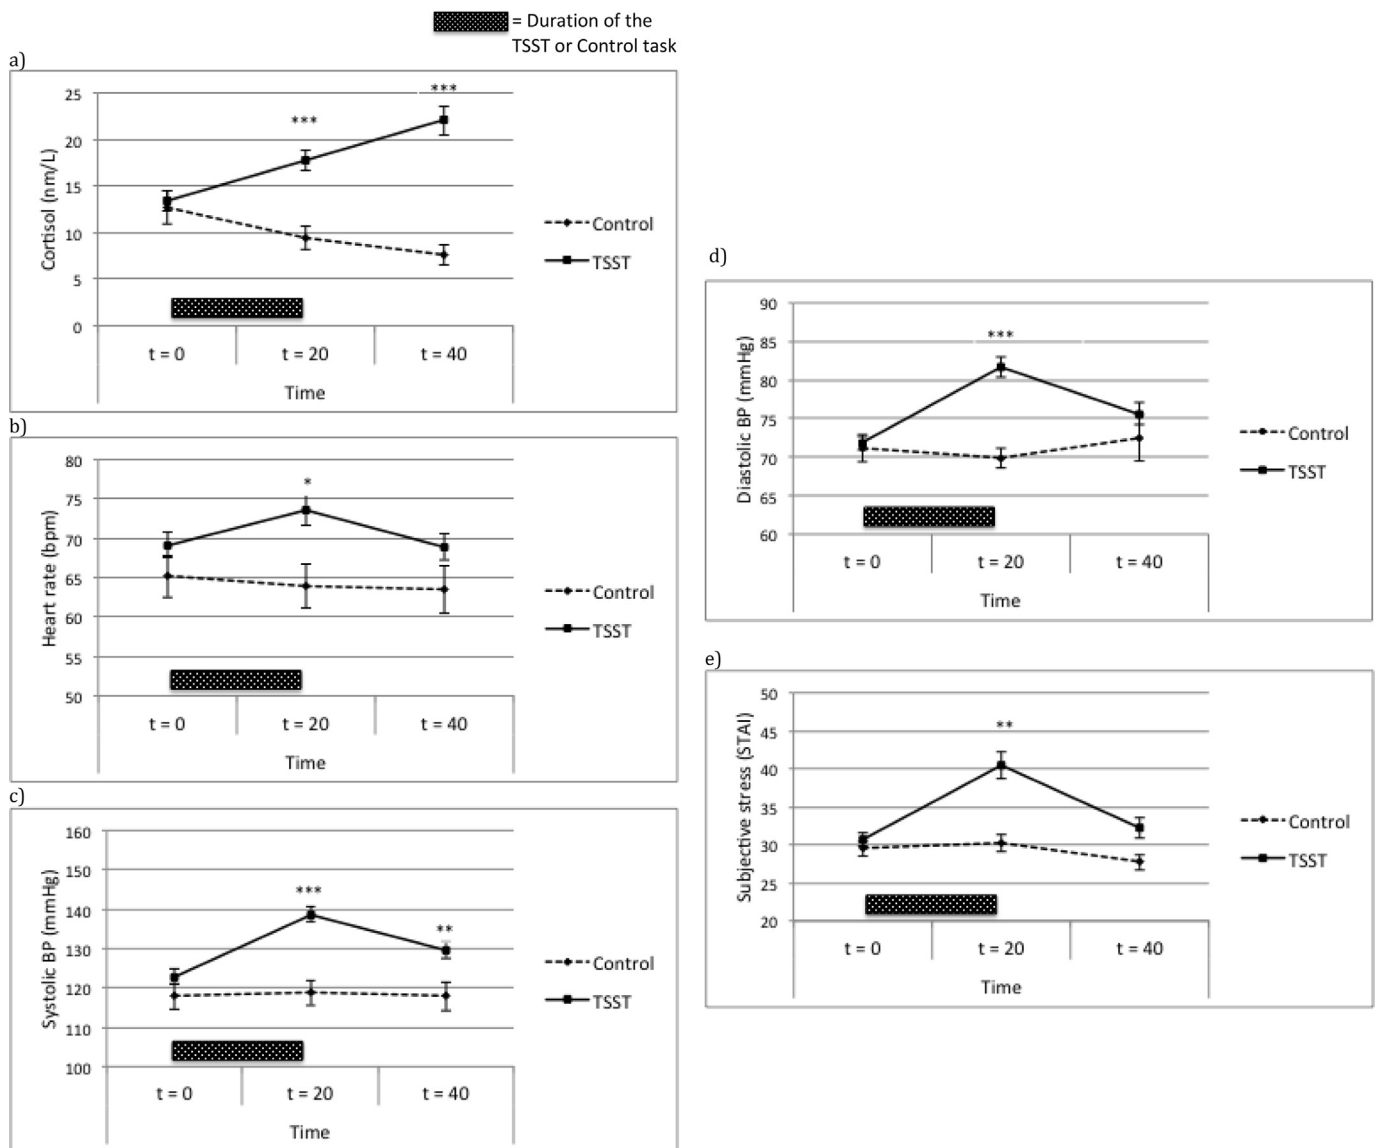 = Duration of the
TSST or Control task
a)
25
20
15
10
5
0
Cortisol (nm/L)
***
***
t = 0
t = 20
t = 40
Time
Control
TSST
b)
80
75
70
65
60
55
50
Heart rate (bpm)
*
t = 0
t = 20
t = 40
Time
Control
TSST
c)
160
150
140
130
120
110
100
Systolic BP (mmHg)
***
**
t = 0
t = 20
t = 40
Time
Control
TSST
d)
90
85
80
75
70
65
60
Diastolic BP (mmHg)
***
t = 0
t = 20
t = 40
Time
Control
TSST
e)
50
45
40
35
30
25
20
Subjective stress (STAI)
**
t = 0
t = 20
t = 40
Time
Control
TSST